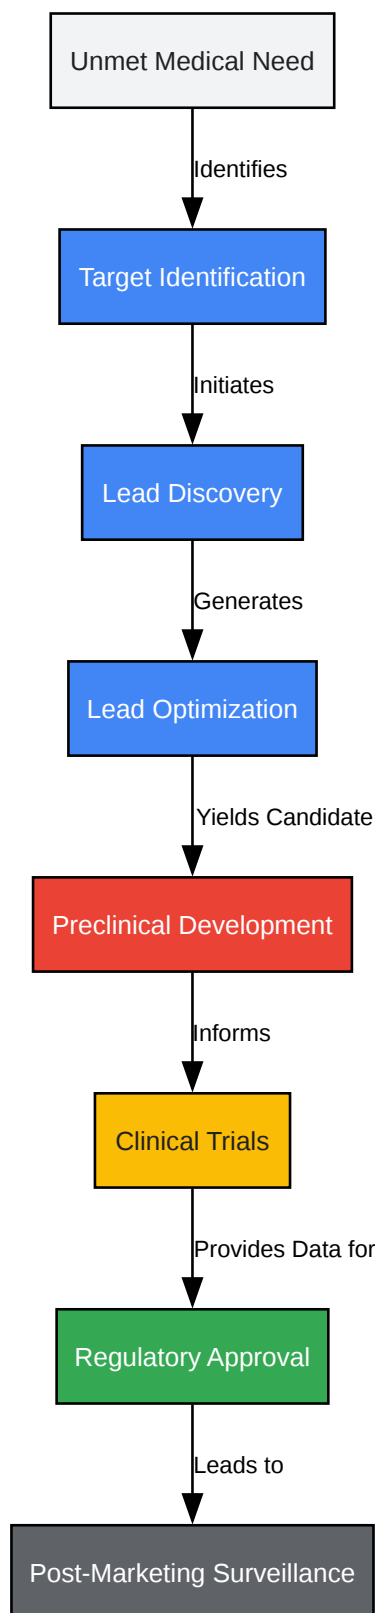 Unmet Medical Need
Identifies
Target Identification
Initiates
Lead Discovery
Generates
Lead Optimization
Yields Candidate
Preclinical Development
Informs
Clinical Trials
Provides Data for
Regulatory Approval
Leads to
Post-Marketing Surveillance